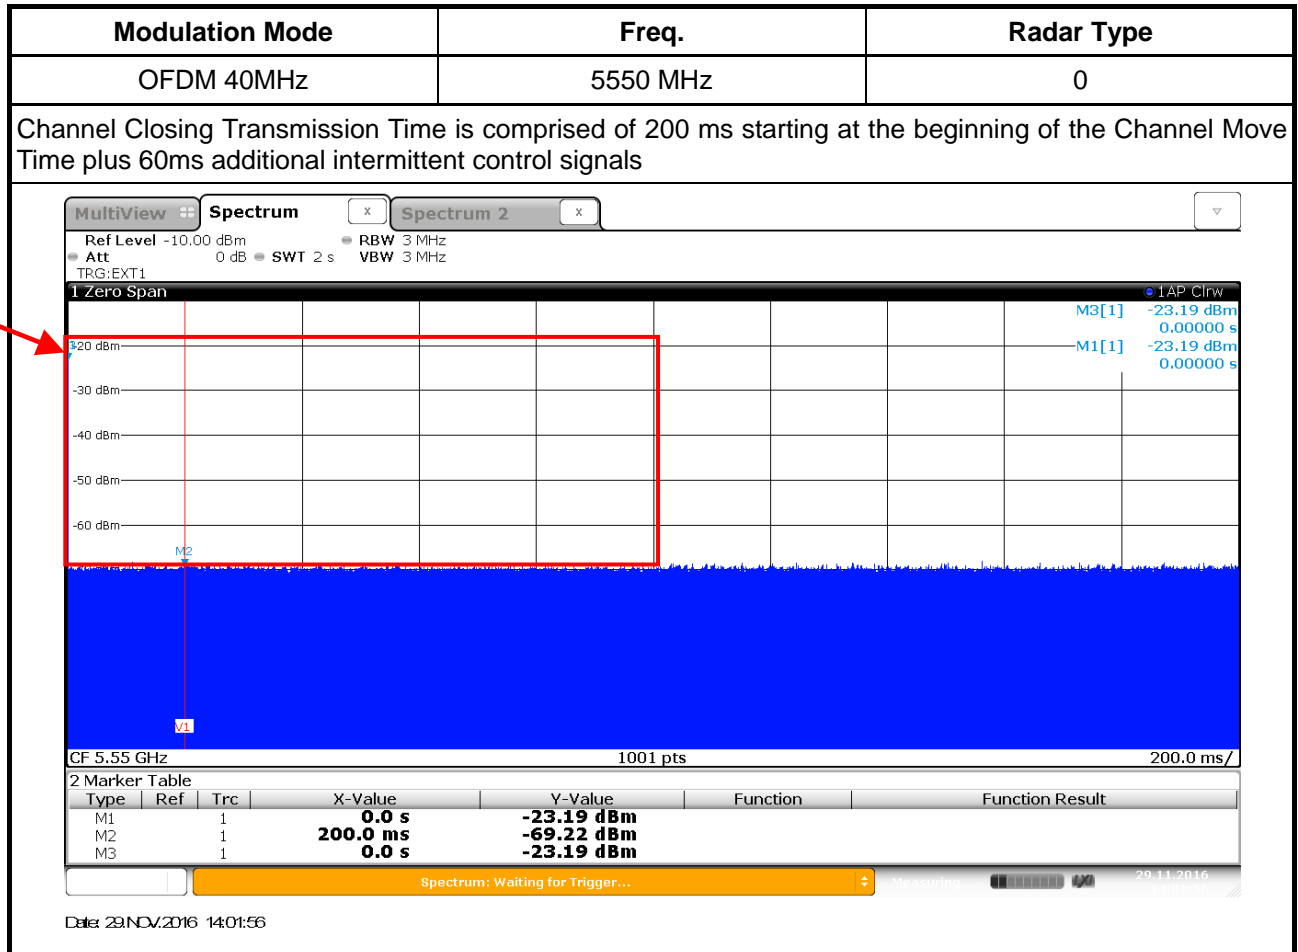 Modulation Mode Freq. Radar Type
OFDM 40MHz 5550 MHz 0
Channel Closing Transmission Time is comprised of 200 ms starting at the beginning of the Channel Move
Time plus 60ms additional intermittent control signals
MultiView Spectrum x Spectrum 2 x
Ref Level -10.00 dBm RBW 3 MHz
Att 0 dB SWT 2 s VBW 3 MHz
TRG:EXT1
1 Zero Span 1AP Clrw
M3[1] -23.19 dBm
0.00000 s
-20 dBm M1[1] -23.19 dBm
0.00000 s
-30 dBm
-40 dBm
-50 dBm
-60 dBm
M2
V1
CF 5.55 GHz 1001 pts 200.0 ms/
2 Marker Table
Type Ref Trc X-Value Y-Value Function Function Result
M1 1 0.0 s -23.19 dBm
M2 1 200.0 ms -69.22 dBm
M3 1 0.0 s -23.19 dBm
Spectrum: Waiting for Trigger... Measuring... 29.11.2016
Date: 29.NOV.2016 14:01:56